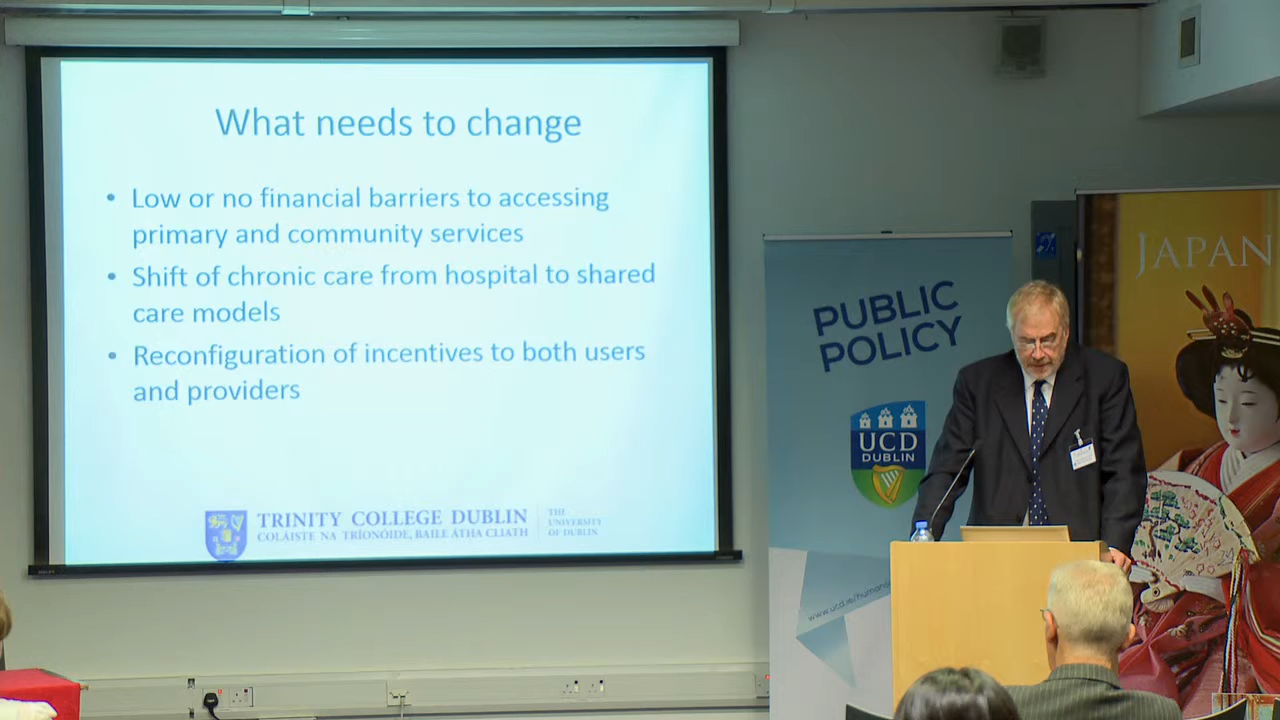 What needs to change
• Low or no financial barriers to accessing
primary and community services
• Shift of chronic care from hospital to shared
care models
• Reconfiguration of incentives to both users
and providers
TRINITY COLLEGE DUBLIN
COLÁISTE NA TRÍONÓIDE, BAILE ÁTHA CLIATH
THE
UNIVERSITY
OF DUBLIN
PUBLIC
POLICY
UCD
DUBLIN
JAPAN